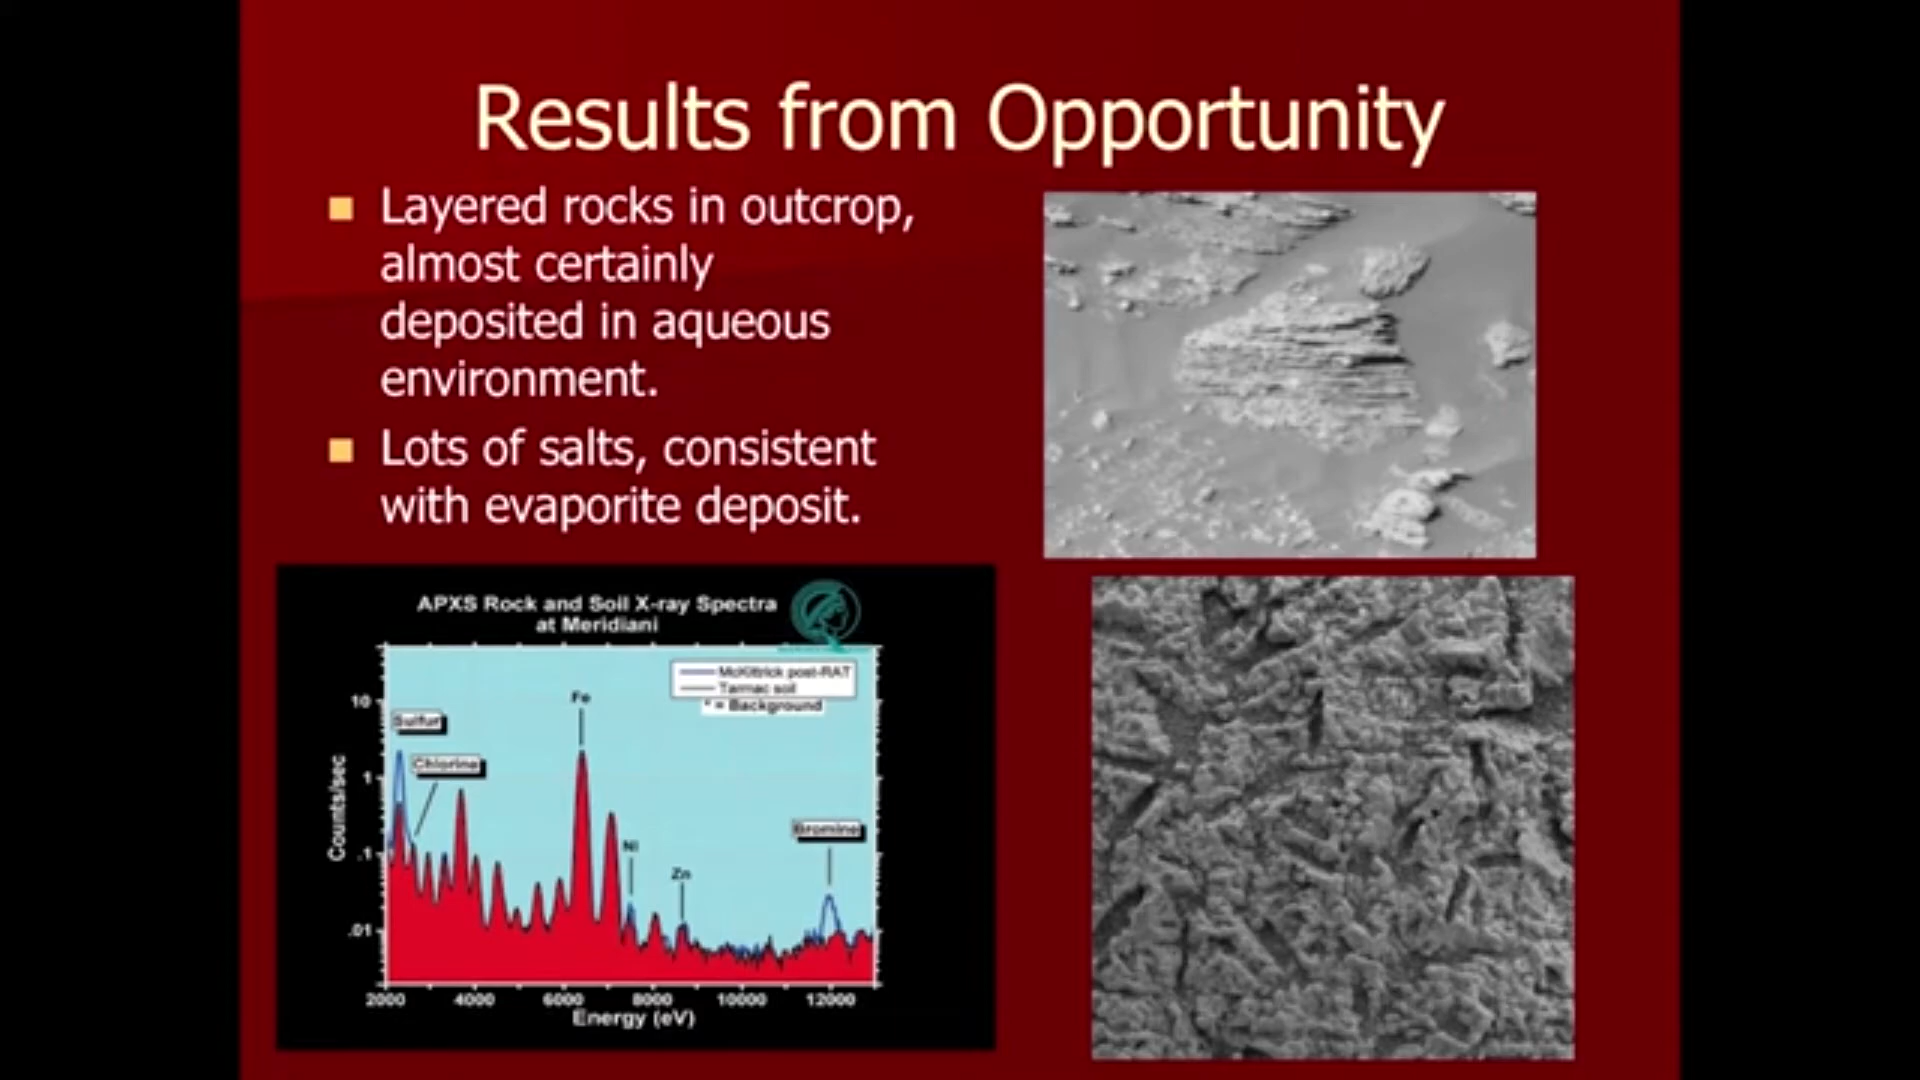 Results from Opportunity
Layered rocks in outcrop,
almost certainly
deposited in aqueous
environment.
Lots of salts, consistent
with evaporite deposit.
APXS Rock and Soil X-ray Spectra
at Meridiani
McKittrick post-RAT
Tarmac soil
* = Background
Fe
10
Sulfur
Chlorine
1
Counts/sec
Bromine
Ni
.1
Zn
.01
2000 4000 6000 8000 10000 12000
Energy (eV)